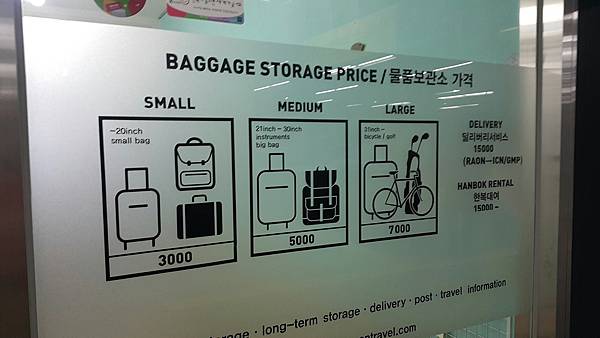 BAGGAGE STORAGE PRICE / 물품보관소 가격
SMALL
~20inch
small bag
3000
MEDIUM
21inch ~ 30inch
instruments
big bag
5000
LARGE
31inch ~
bicycle / golf
7000
DELIVERY
딜리버리서비스
15000
(RAON—ICN/GMP)
HANBOK RENTAL
한복대여
15000 ~
· long-term storage · delivery · post · travel information